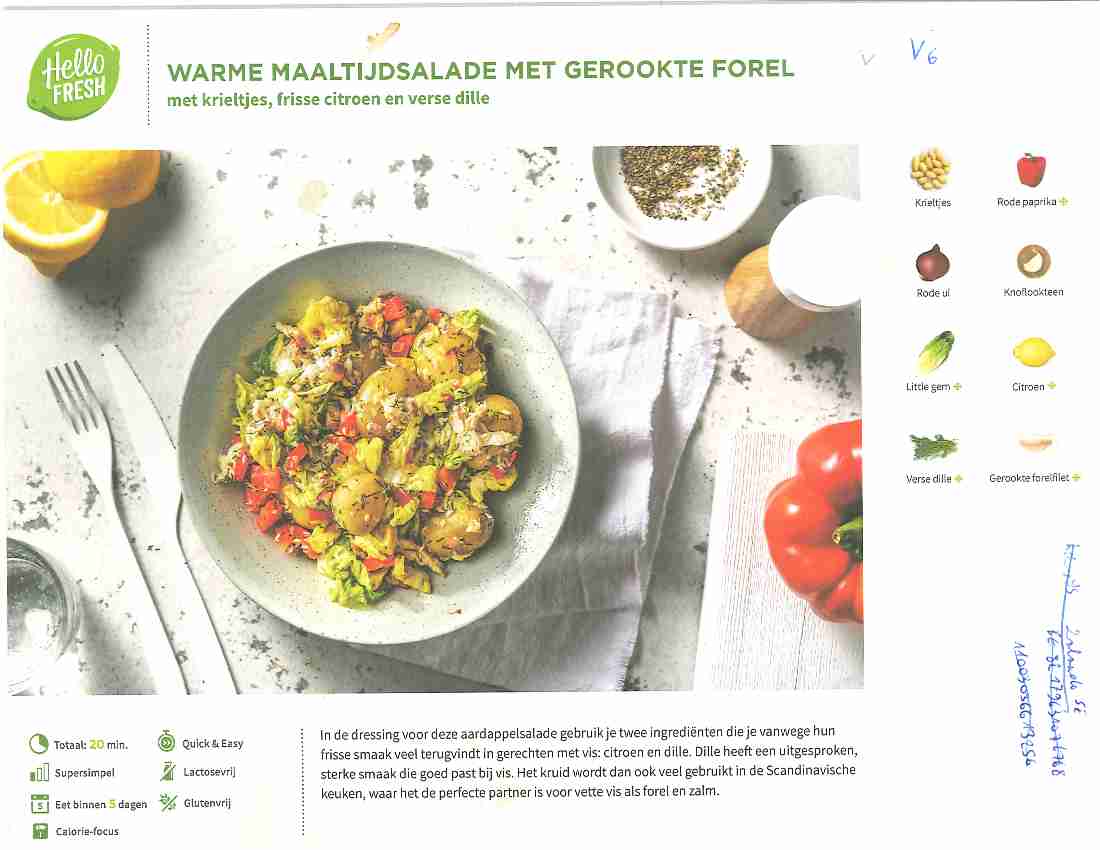 Hello
FRESH
WARME MAALTIJDSALADE MET GEROOKTE FOREL
met krieltjes, frisse citroen en verse dille
V6
Krieltjes
Rode paprika
Rode ui
Knoflookteen
Little gem
Citroen
Verse dille
Gerookte forelfilet
Totaal: 20 min.
Quick & Easy
Supersimpel
Lactosevrij
5
Eet binnen 5 dagen
Glutenvrij
Calorie-focus
In de dressing voor deze aardappelsalade gebruik je twee ingrediënten die je vanwege hun
frisse smaak veel terugvindt in gerechten met vis: citroen en dille. Dille heeft een uitgesproken,
sterke smaak die goed past bij vis. Het kruid wordt dan ook veel gebruikt in de Scandinavische
keuken, waar het de perfecte partner is voor vette vis als forel en zalm.